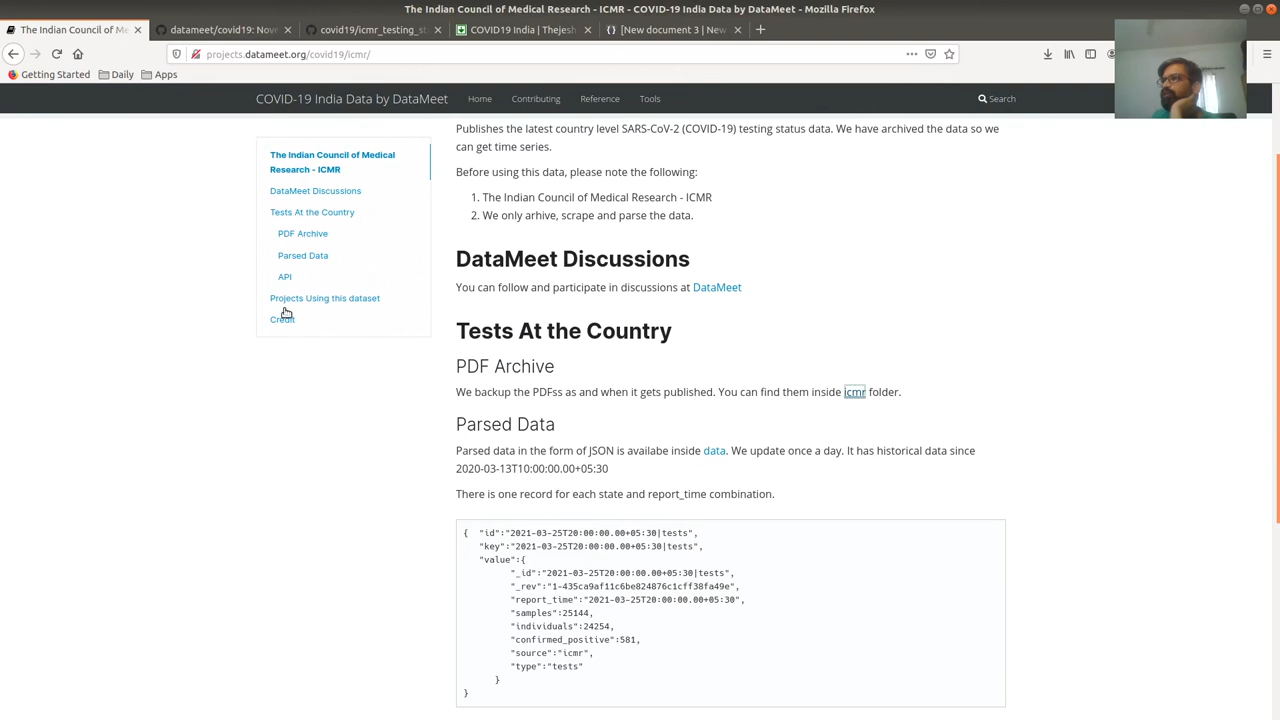 The Indian Council of Medical Research - ICMR - COVID-19 India Data by DataMeet - Mozilla Firefox
The Indian Council of Me
datameet/covid19: Nov
covid19/icmr_testing_st
COVID19 India | Thejesh
[New document 3 | New
projects.datameet.org/covid19/icmr/
Getting Started
Daily
Apps
COVID-19 India Data by DataMeet
Home
Contributing
Reference
Tools
Search
The Indian Council of Medical
Research - ICMR
DataMeet Discussions
Tests At the Country
PDF Archive
Parsed Data
API
Projects Using this dataset
Credit
Publishes the latest country level SARS-CoV-2 (COVID-19) testing status data. We have archived the data so we
can get time series.
Before using this data, please note the following:
1. The Indian Council of Medical Research - ICMR
2. We only arhive, scrape and parse the data.
DataMeet Discussions
You can follow and participate in discussions at DataMeet
Tests At the Country
PDF Archive
We backup the PDFss as and when it gets published. You can find them inside icmr folder.
Parsed Data
Parsed data in the form of JSON is availabe inside data. We update once a day. It has historical data since
2020-03-13T10:00:00.00+05:30
There is one record for each state and report_time combination.
{ "id":"2021-03-25T20:00:00.00+05:30|tests",
"key":"2021-03-25T20:00:00.00+05:30|tests",
"value":{
"_id":"2021-03-25T20:00:00.00+05:30|tests",
"_rev":"1-435ca9af11c6be824876c1cff38fa49e",
"report_time":"2021-03-25T20:00:00.00+05:30",
"samples":25144,
"individuals":24254,
"confirmed_positive":581,
"source":"icmr",
"type":"tests"
}
}